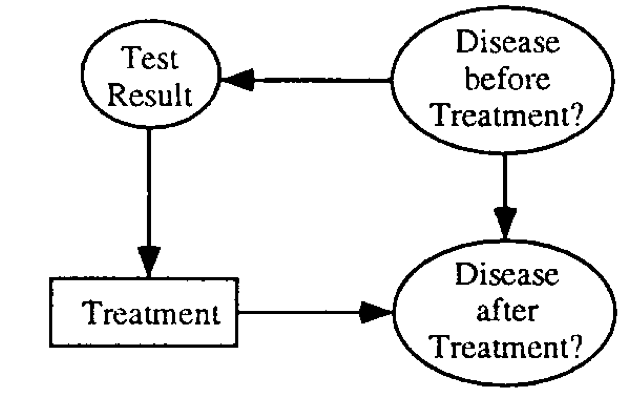 Test
Result
Disease
before
Treatment?
Treatment
Disease
after
Treatment?